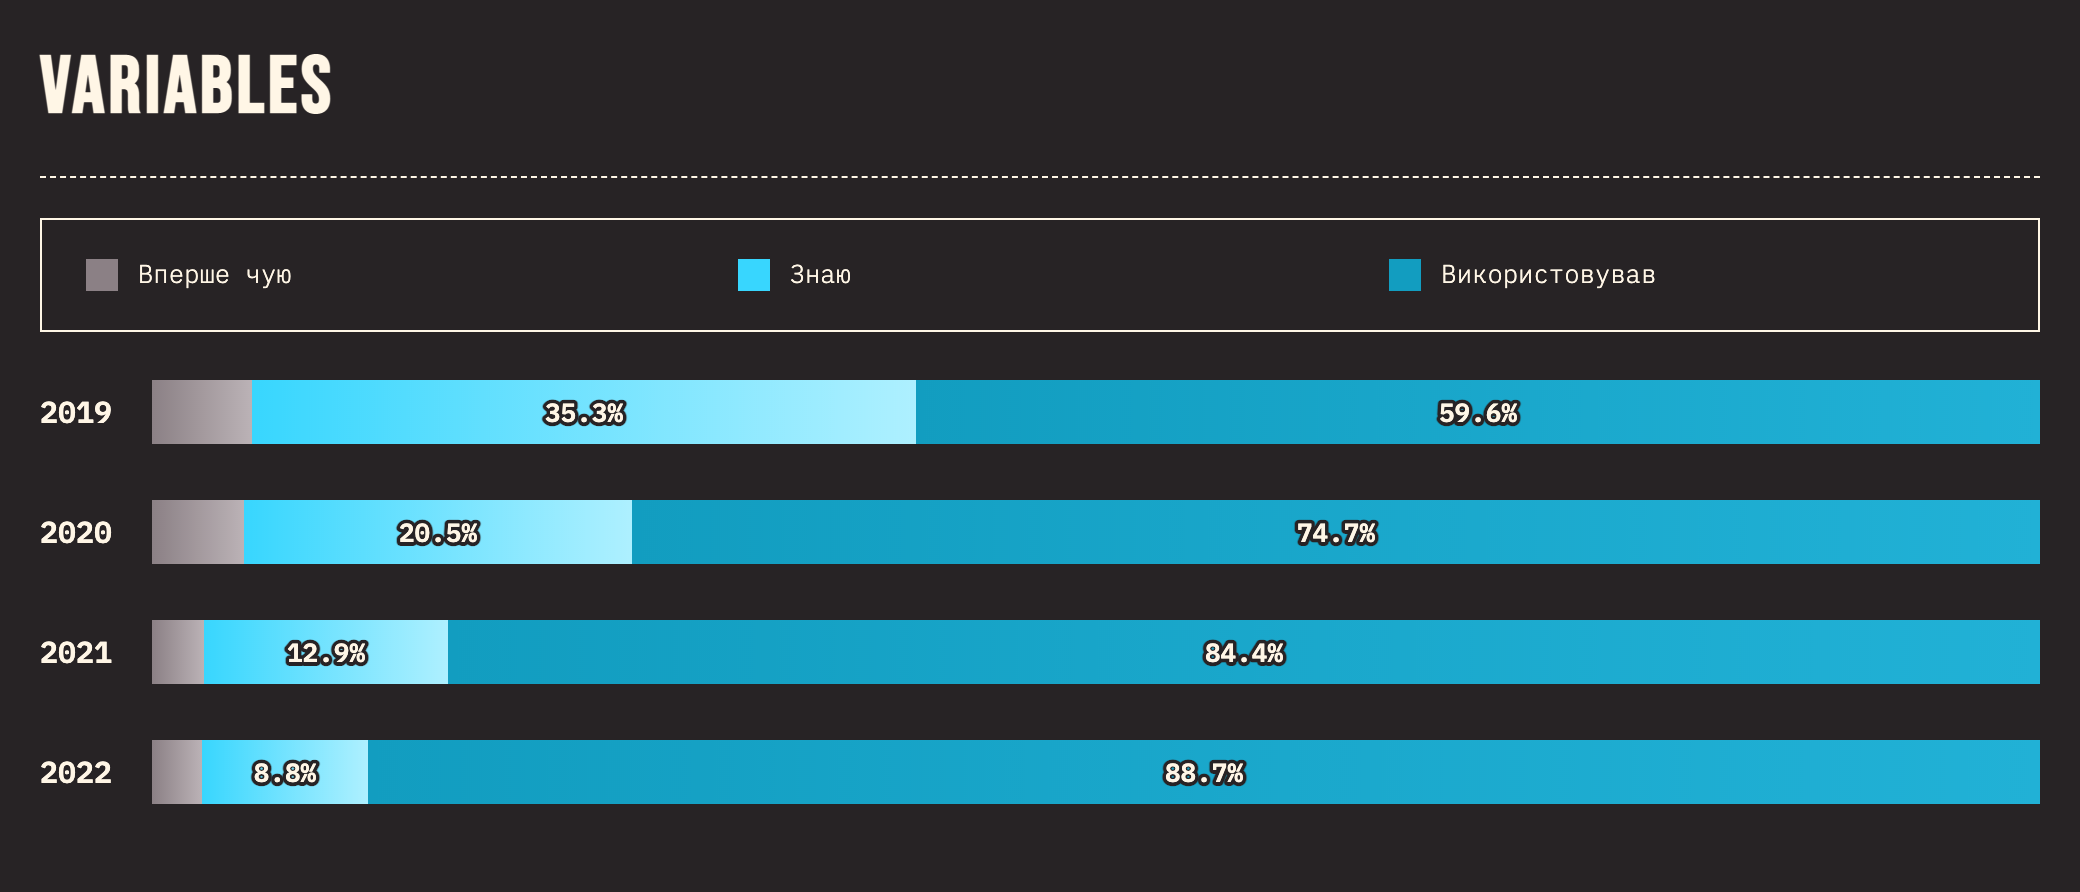 VARIABLES
Вперше чую Знаю Використовував
2019 35.3% 59.6%
2020 20.5% 74.7%
2021 12.9% 84.4%
2022 8.8% 88.7%